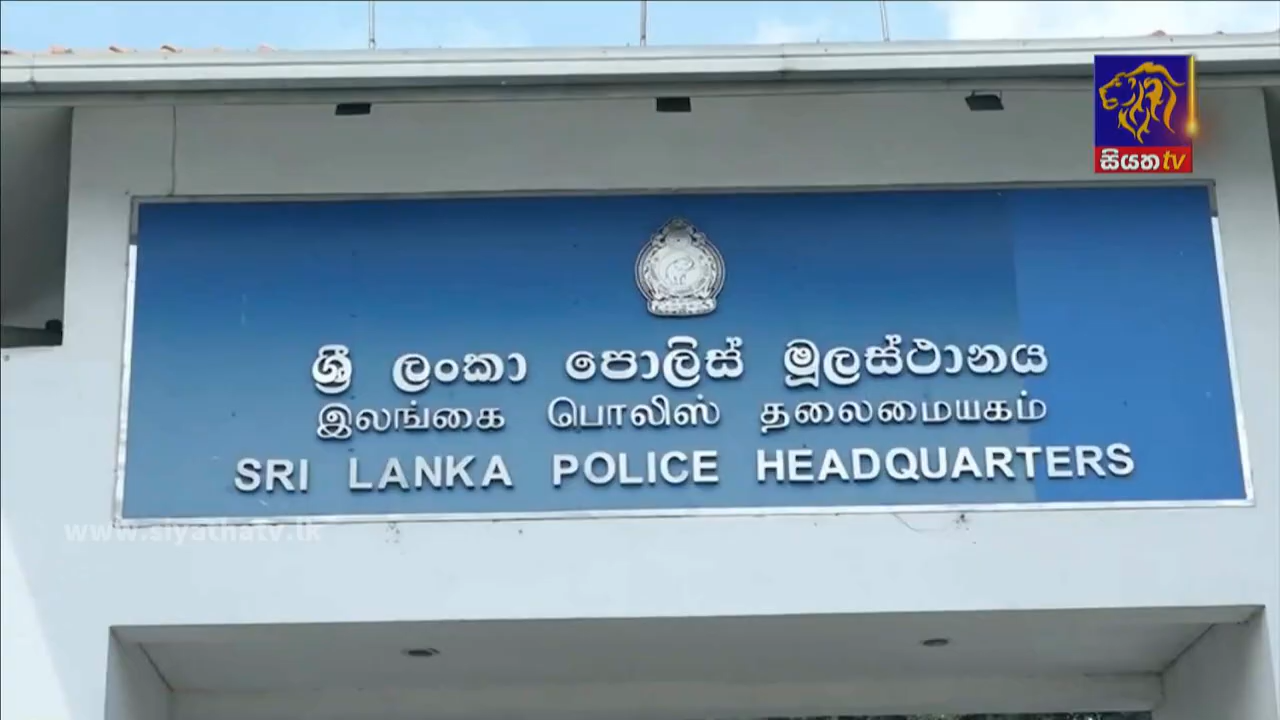 සියත tv
ශ්‍රී ලංකා පොලිස් මූලස්ථානය
இலங்கை பொலிஸ் தலைமையகம்
SRI LANKA POLICE HEADQUARTERS
www.siyathatv.lk